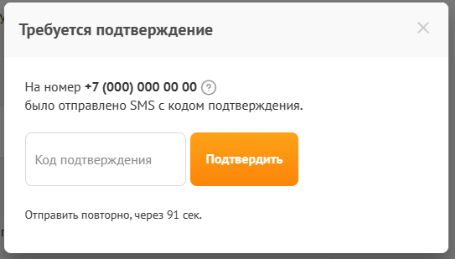 Требуется подтверждение
На номер +7 (000) 000 00 00 ?
было отправлено SMS с кодом подтверждения.
Код подтверждения
Подтвердить
Отправить повторно, через 91 сек.